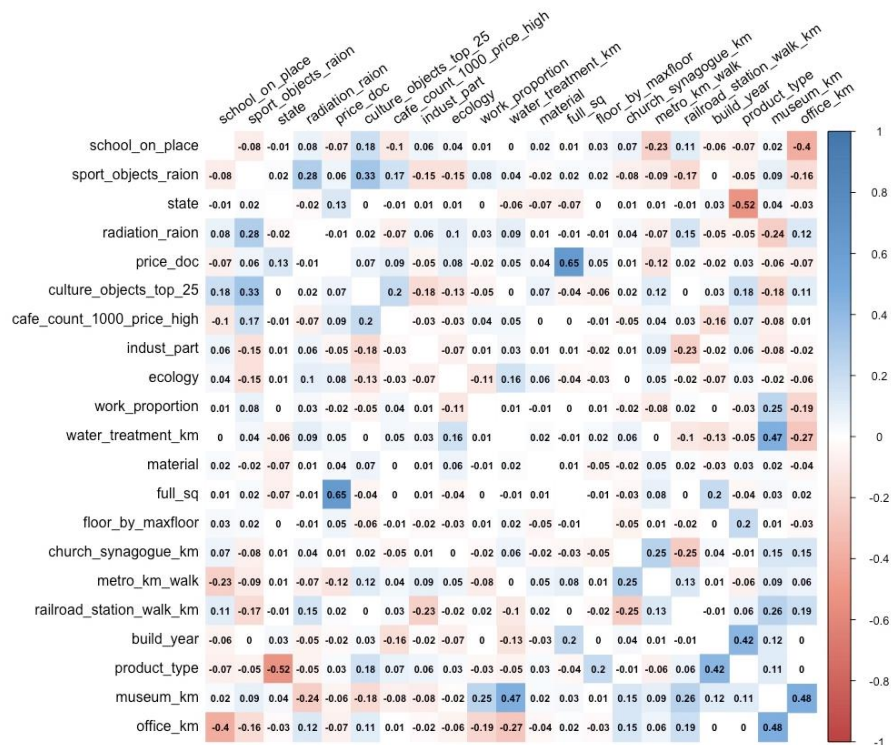 school_on_place
sport_objects_raion
state
radiation_raion
price_doc
culture_objects_top_25
cafe_count_1000_price_high
indust_part
ecology
work_proportion
water_treatment_km
material
full_sq
floor_by_maxfloor
church_synagogue_km
metro_km_walk
railroad_station_walk_km
build_year
product_type
museum_km
office_km
school_on_place -0.08 -0.01 0.08 -0.07 0.18 -0.1 0.06 0.04 0.01 0 0.02 0.01 0.03 0.07 -0.23 0.11 -0.06 -0.07 0.02 -0.4
sport_objects_raion -0.08 0.02 0.28 0.06 0.33 0.17 -0.15 -0.15 0.08 0.04 -0.02 0.02 0.02 -0.08 -0.09 -0.17 0 -0.05 0.09 -0.16
state -0.01 0.02 -0.02 0.13 0 -0.01 0.01 0.01 0 -0.06 -0.07 -0.07 0 0.01 0.01 -0.01 0.03 -0.52 0.04 -0.03
radiation_raion 0.08 0.28 -0.02 -0.01 0.02 -0.07 0.06 0.1 0.03 0.09 0.01 -0.01 -0.01 0.04 -0.07 0.15 -0.05 -0.05 -0.24 0.12
price_doc -0.07 0.06 0.13 -0.01 0.07 0.09 -0.05 0.08 -0.02 0.05 0.04 0.65 0.05 0.01 -0.12 0.02 -0.02 0.03 -0.06 -0.07
culture_objects_top_25 0.18 0.33 0 0.02 0.07 0.2 -0.18 -0.13 -0.05 0 0.07 -0.04 -0.06 0.02 0.12 0 0.03 0.18 -0.18 0.11
cafe_count_1000_price_high -0.1 0.17 -0.01 -0.07 0.09 0.2 -0.03 -0.03 0.04 0.05 0 0 -0.01 -0.05 0.04 0.03 -0.16 0.07 -0.08 0.01
indust_part 0.06 -0.15 0.01 0.06 -0.05 -0.18 -0.03 -0.07 0.01 0.03 0.01 0.01 -0.02 0.01 0.09 -0.23 -0.02 0.06 -0.08 -0.02
ecology 0.04 -0.15 0.01 0.1 0.08 -0.13 -0.03 -0.07 -0.11 0.16 0.06 -0.04 -0.03 0 0.05 -0.02 -0.07 0.03 -0.02 -0.06
work_proportion 0.01 0.08 0 0.03 -0.02 -0.05 0.04 0.01 -0.11 0.01 -0.01 0 0.01 -0.02 -0.08 0.02 0 -0.03 0.25 -0.19
water_treatment_km 0 0.04 -0.06 0.09 0.05 0 0.05 0.03 0.16 0.01 0.02 -0.01 0.02 0.06 0 -0.1 -0.13 -0.05 0.47 -0.27
material 0.02 -0.02 -0.07 0.01 0.04 0.07 0 0.01 0.06 -0.01 0.02 0.01 -0.05 -0.02 0.05 0.02 -0.03 0.03 0.02 -0.04
full_sq 0.01 0.02 -0.07 -0.01 0.65 -0.04 0 0.01 -0.04 0 -0.01 0.01 -0.01 -0.03 0.08 0 0.2 -0.04 0.03 0.02
floor_by_maxfloor 0.03 0.02 0 -0.01 0.05 -0.06 -0.01 -0.02 -0.03 0.01 0.02 -0.05 -0.01 -0.05 0.01 -0.02 0 0.2 0.01 -0.03
church_synagogue_km 0.07 -0.08 0.01 0.04 0.01 0.02 -0.05 0.01 0 -0.02 0.06 -0.02 -0.03 -0.05 0.25 -0.25 0.04 -0.01 0.15 0.15
metro_km_walk -0.23 -0.09 0.01 -0.07 -0.12 0.12 0.04 0.09 0.05 -0.08 0 0.05 0.08 0.01 0.25 0.13 0.01 -0.06 0.09 0.06
railroad_station_walk_km 0.11 -0.17 -0.01 0.15 0.02 0 0.03 -0.23 -0.02 0.02 -0.1 0.02 0 -0.02 -0.25 0.13 -0.01 0.06 0.26 0.19
build_year -0.06 0 0.03 -0.05 -0.02 0.03 -0.16 -0.02 -0.07 0 -0.13 -0.03 0.2 0 0.04 0.01 -0.01 0.42 0.12 0
product_type -0.07 -0.05 -0.52 -0.05 0.03 0.18 0.07 0.06 0.03 -0.03 -0.05 0.03 -0.04 0.2 -0.01 -0.06 0.06 0.42 0.11 0
museum_km 0.02 0.09 0.04 -0.24 -0.06 -0.18 -0.08 -0.08 -0.02 0.25 0.47 0.02 0.03 0.01 0.15 0.09 0.26 0.12 0.11 0.48
office_km -0.4 -0.16 -0.03 0.12 -0.07 0.11 0.01 -0.02 -0.06 -0.19 -0.27 -0.04 0.02 -0.03 0.15 0.06 0.19 0 0 0.48
1
0.8
0.6
0.4
0.2
0
-0.2
-0.4
-0.6
-0.8
-1